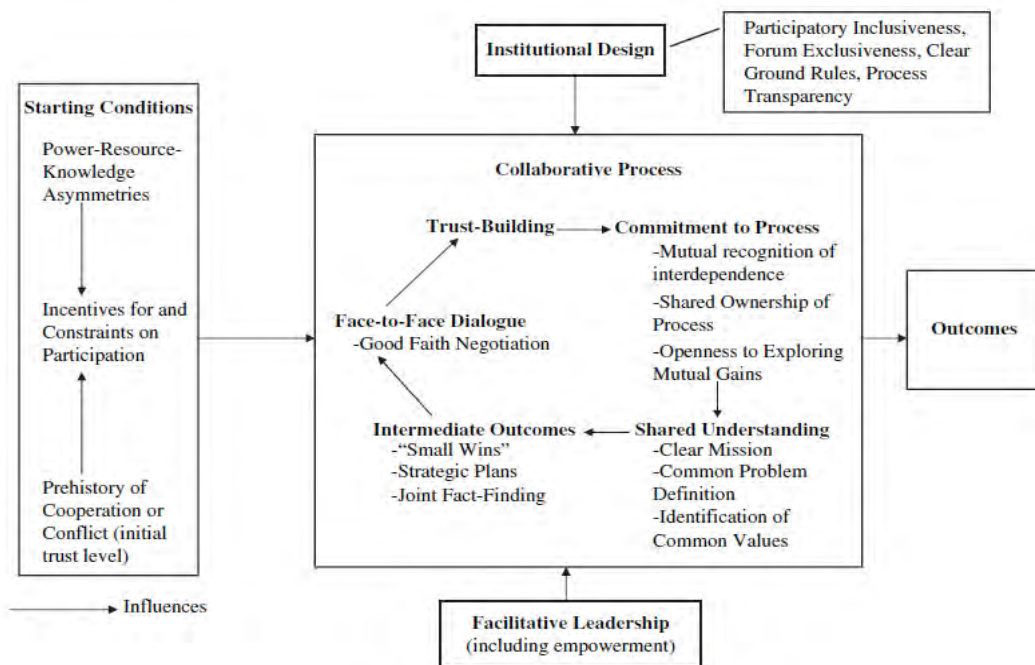 Institutional Design
Participatory Inclusiveness,
Forum Exclusiveness, Clear
Ground Rules, Process
Transparency
Starting Conditions
Power-Resource-
Knowledge
Asymmetries
Incentives for and
Constraints on
Participation
Prehistory of
Cooperation or
Conflict (initial
trust level)
Influences
Collaborative Process
Trust-Building
Commitment to Process
-Mutual recognition of
interdependence
-Shared Ownership of
Process
-Openness to Exploring
Mutual Gains
Face-to-Face Dialogue
-Good Faith Negotiation
Intermediate Outcomes
-“Small Wins”
-Strategic Plans
-Joint Fact-Finding
Shared Understanding
-Clear Mission
-Common Problem
Definition
-Identification of
Common Values
Outcomes
Facilitative Leadership
(including empowerment)